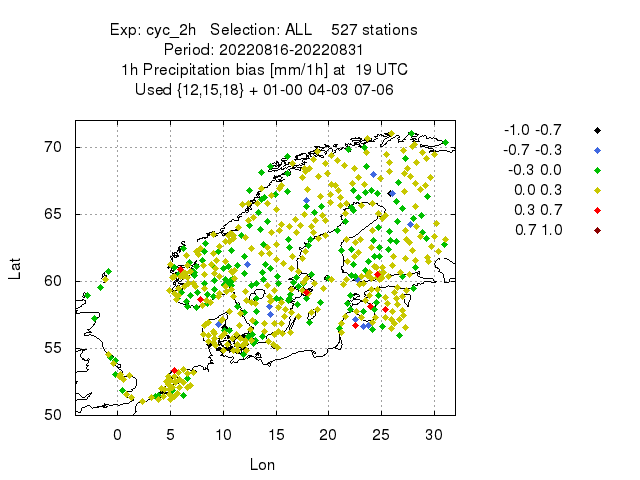 Exp: cyc_2h   Selection: ALL    527 stations
Period: 20220816-20220831
1h Precipitation bias [mm/1h] at  19 UTC
Used {12,15,18} + 01-00 04-03 07-06
-1.0 -0.7
-0.7 -0.3
-0.3 0.0
0.0 0.3
0.3 0.7
0.7 1.0
Lat
70
65
60
55
50
0 5 10 15 20 25 30
Lon